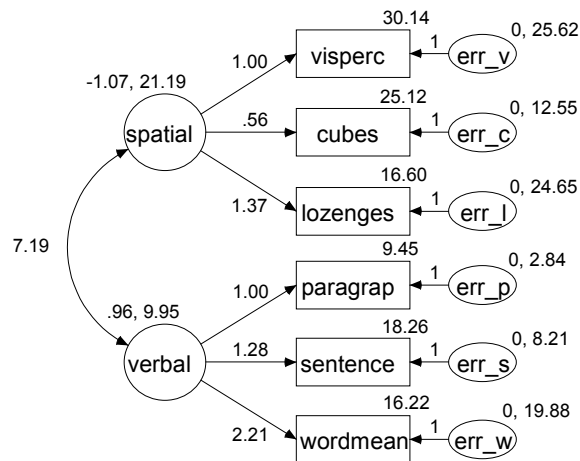 30.14
0, 25.62
1.00
visperc
1
err_v
-1.07, 21.19
25.12
0, 12.55
spatial
.56
cubes
1
err_c
16.60
0, 24.65
1.37
lozenges
1
err_l
7.19
9.45
0, 2.84
1.00
paragrap
1
err_p
.96, 9.95
18.26
0, 8.21
verbal
1.28
sentence
1
err_s
16.22
0, 19.88
2.21
wordmean
1
err_w